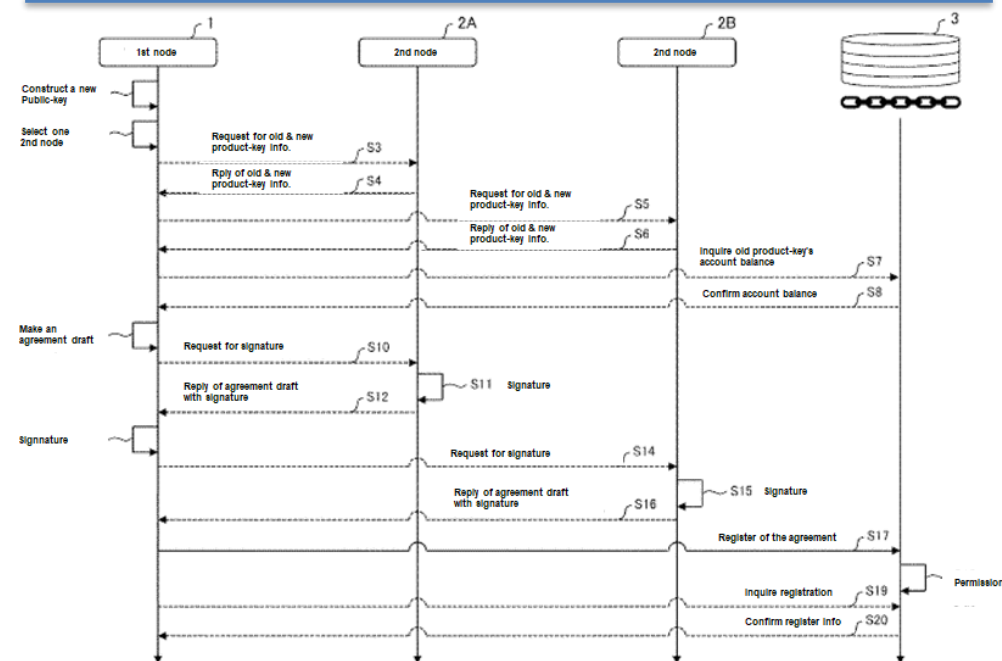 1
2A
2B
3
1st node
2nd node
2nd node
Construct a new
Public-key
Select one
2nd node
Request for old & new
product-key info.
S3
Rply of old & new
product-key info.
S4
Request for old & new
product-key info.
S5
Reply of old & new
product-key info.
S6
Inquire old product-key's
account balance
S7
Confirm account balance
S8
Make an
agreement draft
Request for signature
S10
S11
Signature
Reply of agreement draft
with signature
S12
Signnature
Request for signature
S14
S15
Signature
Reply of agreement draft
with signature
S16
Register of the agreement
S17
Permission
Inquire registration
S19
Confirm register info
S20